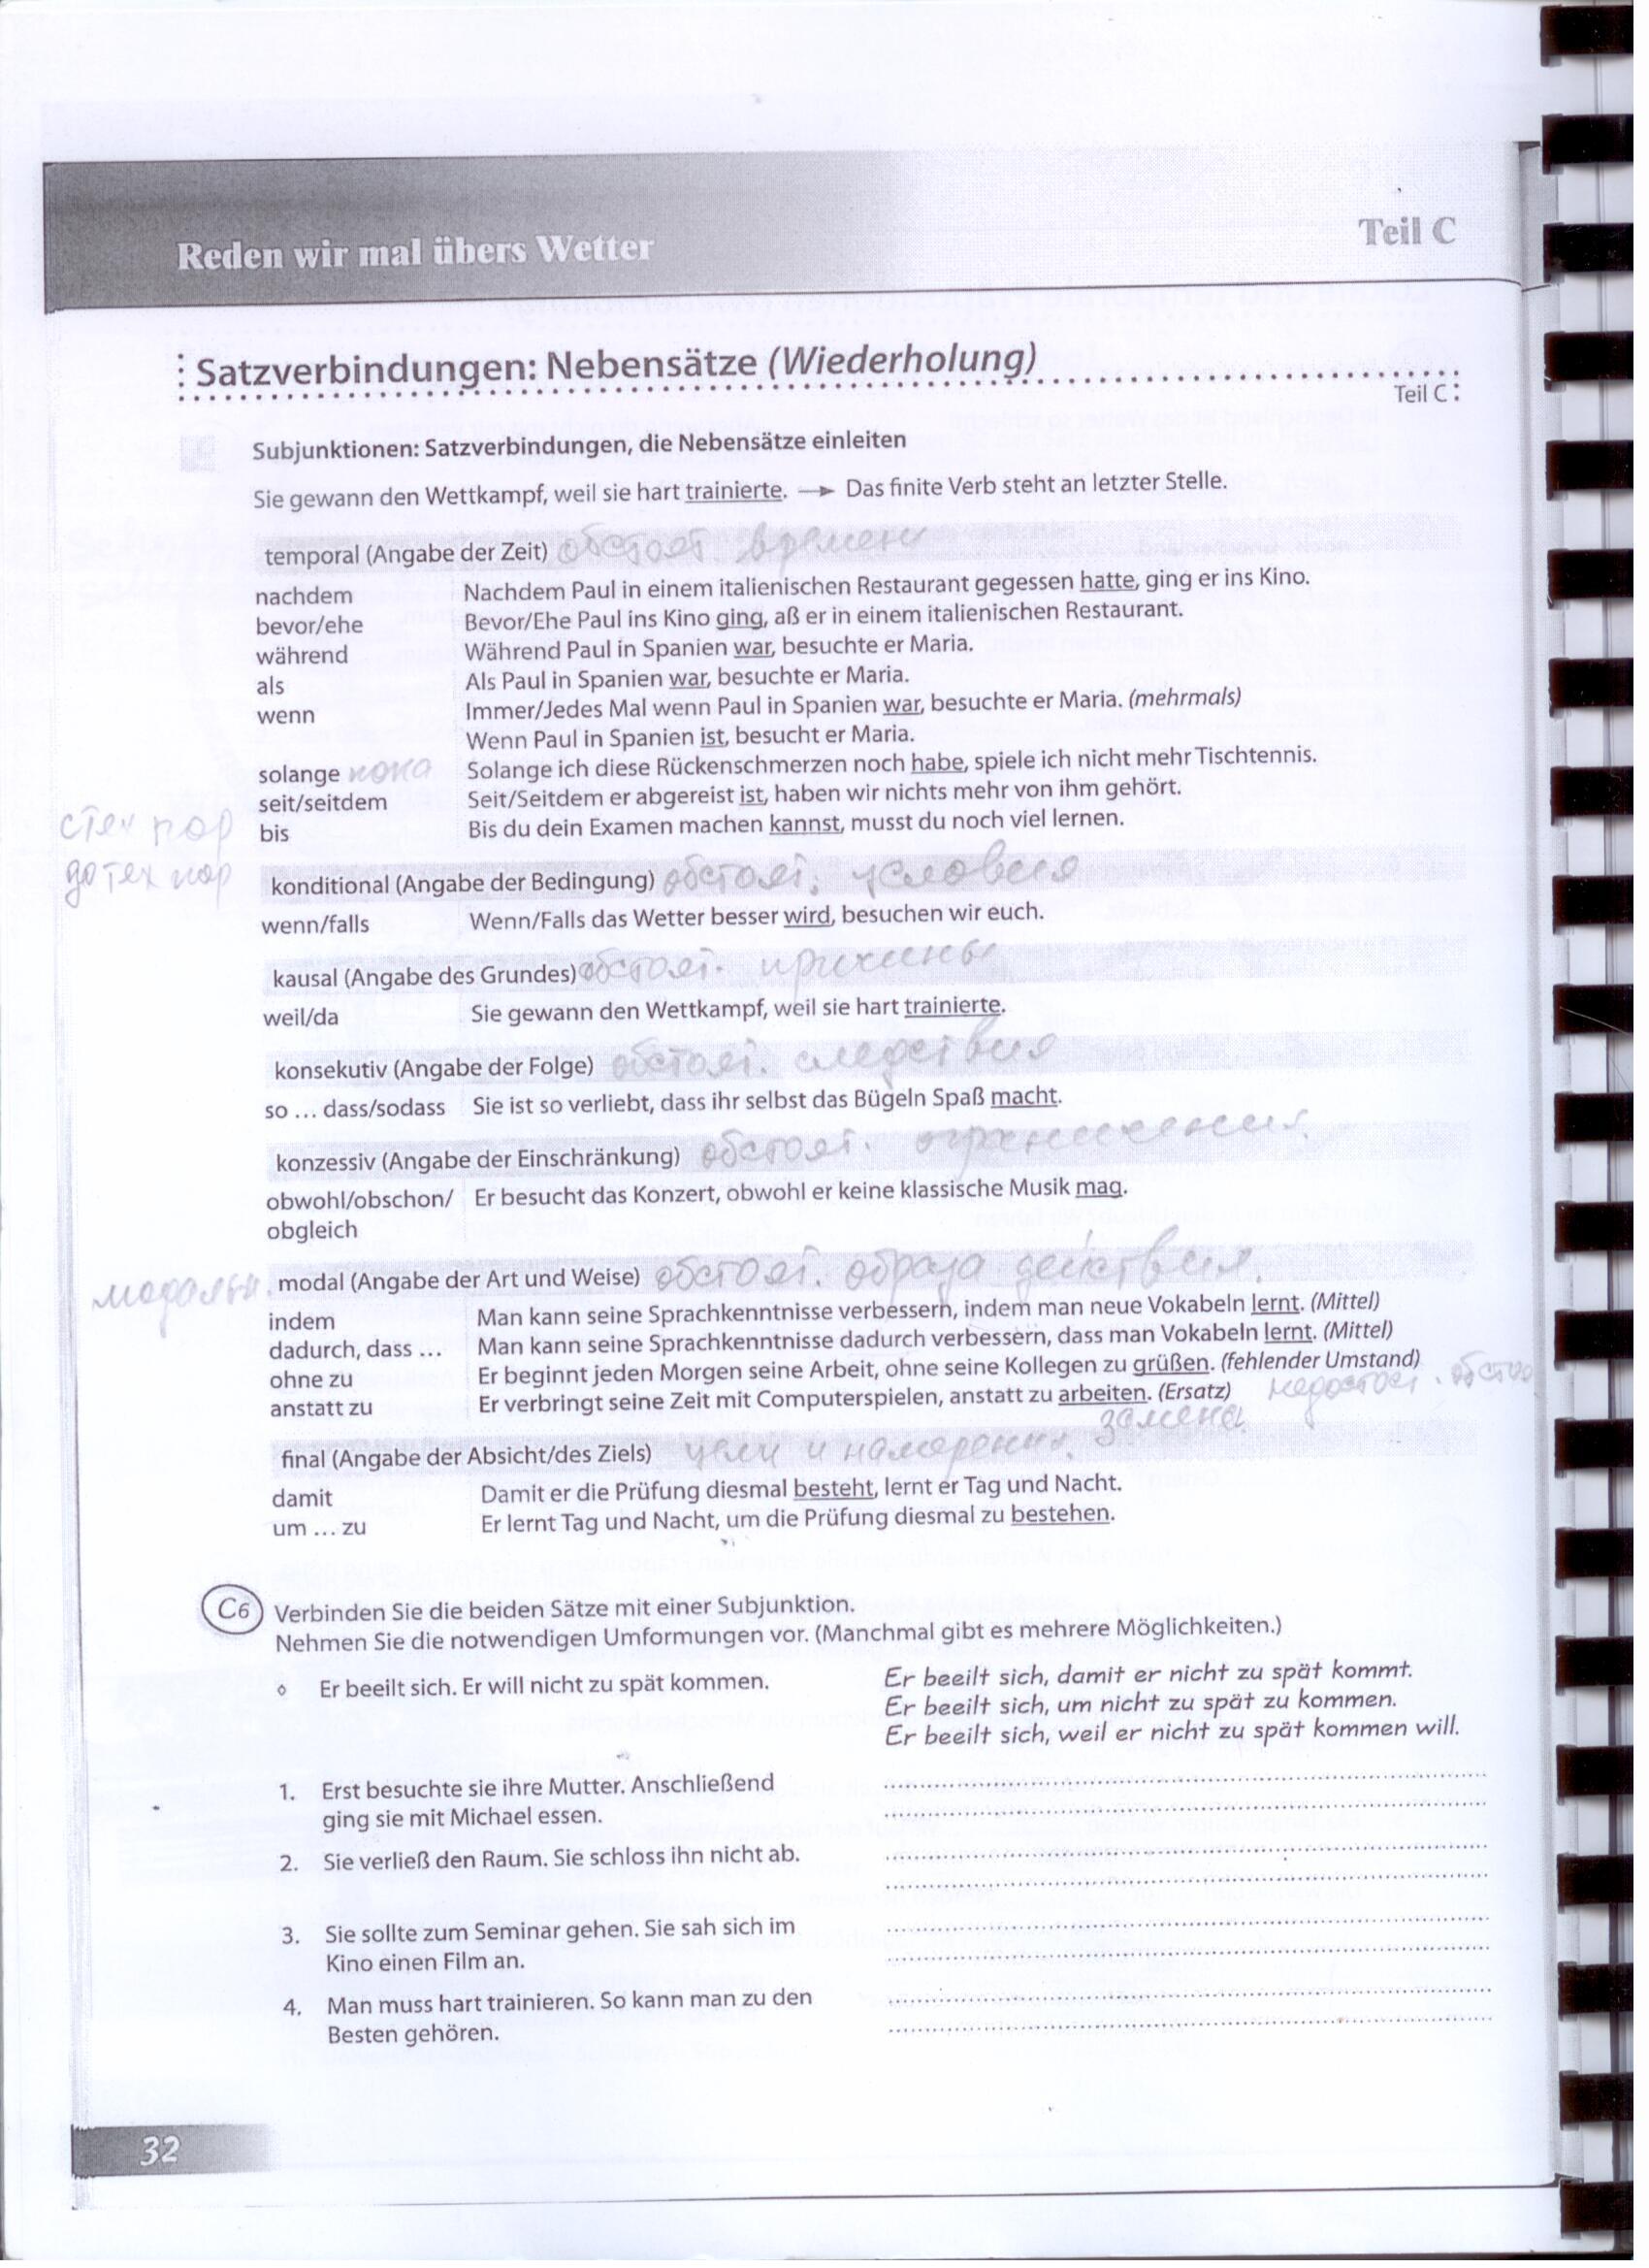 Teil C
Reden wir mal übers Wetter
Satzverbindungen: Nebensätze (Wiederholung)
Teil C
Subjunktionen: Satzverbindungen, die Nebensätze einleiten
Sie gewann den Wettkampf, weil sie hart trainierte. → Das finite Verb steht an letzter Stelle.
temporal (Angabe der Zeit) обстоят. времени
nachdem Nachdem Paul in einem italienischen Restaurant gegessen hatte, ging er ins Kino.
bevor/ehe Bevor/Ehe Paul ins Kino ging, aß er in einem italienischen Restaurant.
während Während Paul in Spanien war, besuchte er Maria.
als Als Paul in Spanien war, besuchte er Maria.
wenn Immer/Jedes Mal wenn Paul in Spanien war, besuchte er Maria. (mehrmals)
Wenn Paul in Spanien ist, besucht er Maria.
solange пока Solange ich diese Rückenschmerzen noch habe, spiele ich nicht mehr Tischtennis.
стех пор seit/seitdem Seit/Seitdem er abgereist ist, haben wir nichts mehr von ihm gehört.
до тех пор bis Bis du dein Examen machen kannst, musst du noch viel lernen.
konditional (Angabe der Bedingung) обстоят. условия
wenn/falls Wenn/Falls das Wetter besser wird, besuchen wir euch.
kausal (Angabe des Grundes) обстоят. причины
weil/da Sie gewann den Wettkampf, weil sie hart trainierte.
konsekutiv (Angabe der Folge) обстоят. следствия
so ... dass/sodass Sie ist so verliebt, dass ihr selbst das Bügeln Spaß macht.
konzessiv (Angabe der Einschränkung) обстоят. ограничения
obwohl/obschon/ Er besucht das Konzert, obwohl er keine klassische Musik mag.
obgleich
модальн. modal (Angabe der Art und Weise) обстоят. образа действия.
indem Man kann seine Sprachkenntnisse verbessern, indem man neue Vokabeln lernt. (Mittel)
dadurch, dass ... Man kann seine Sprachkenntnisse dadurch verbessern, dass man Vokabeln lernt. (Mittel)
ohne zu Er beginnt jeden Morgen seine Arbeit, ohne seine Kollegen zu grüßen. (fehlender Umstand)
anstatt zu Er verbringt seine Zeit mit Computerspielen, anstatt zu arbeiten. (Ersatz)
замена
final (Angabe der Absicht/des Ziels) цели и намерения.
damit Damit er die Prüfung diesmal besteht, lernt er Tag und Nacht.
um ... zu Er lernt Tag und Nacht, um die Prüfung diesmal zu bestehen.
C6 Verbinden Sie die beiden Sätze mit einer Subjunktion.
Nehmen Sie die notwendigen Umformungen vor. (Manchmal gibt es mehrere Möglichkeiten.)
◊ Er beeilt sich. Er will nicht zu spät kommen. Er beeilt sich, damit er nicht zu spät kommt.
Er beeilt sich, um nicht zu spät zu kommen.
Er beeilt sich, weil er nicht zu spät kommen will.
1. Erst besuchte sie ihre Mutter. Anschließend
ging sie mit Michael essen.
2. Sie verließ den Raum. Sie schloss ihn nicht ab.
3. Sie sollte zum Seminar gehen. Sie sah sich im
Kino einen Film an.
4. Man muss hart trainieren. So kann man zu den
Besten gehören.
32